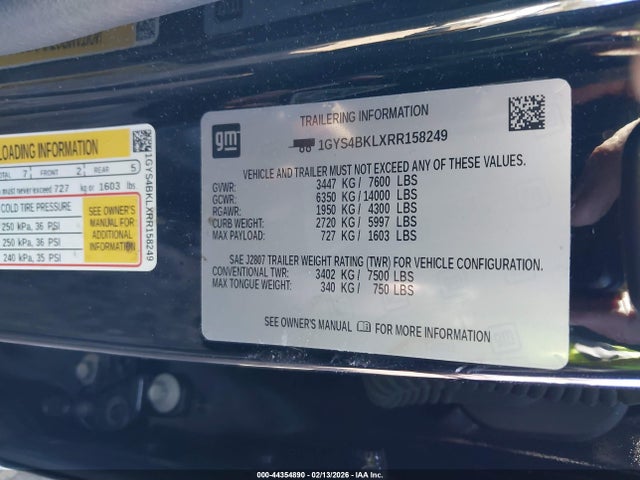 LOADING INFORMATION
TOTAL 7 FRONT 2 REAR 5
must never exceed 727 kg or 1603 lbs
COLD TIRE PRESSURE
250 kPa, 36 PSI
250 kPa, 36 PSI
240 kPa, 35 PSI
SEE OWNER'S
MANUAL FOR
ADDITIONAL
INFORMATION
1GYS4BKLXRR158249
gm
TRAILERING INFORMATION
1GYS4BKLXRR158249
VEHICLE AND TRAILER MUST NOT EXCEED ANY OF THESE VALUES.
GVWR: 3447 KG / 7600 LBS
GCWR: 6350 KG / 14000 LBS
RGAWR: 1950 KG / 4300 LBS
CURB WEIGHT: 2720 KG / 5997 LBS
MAX PAYLOAD: 727 KG / 1603 LBS
SAE J2807 TRAILER WEIGHT RATING (TWR) FOR VEHICLE CONFIGURATION.
CONVENTIONAL TWR: 3402 KG / 7500 LBS
MAX TONGUE WEIGHT: 340 KG / 750 LBS
SEE OWNER'S MANUAL FOR MORE INFORMATION
000-44354890 - 02/13/2026 - IAAI.COM